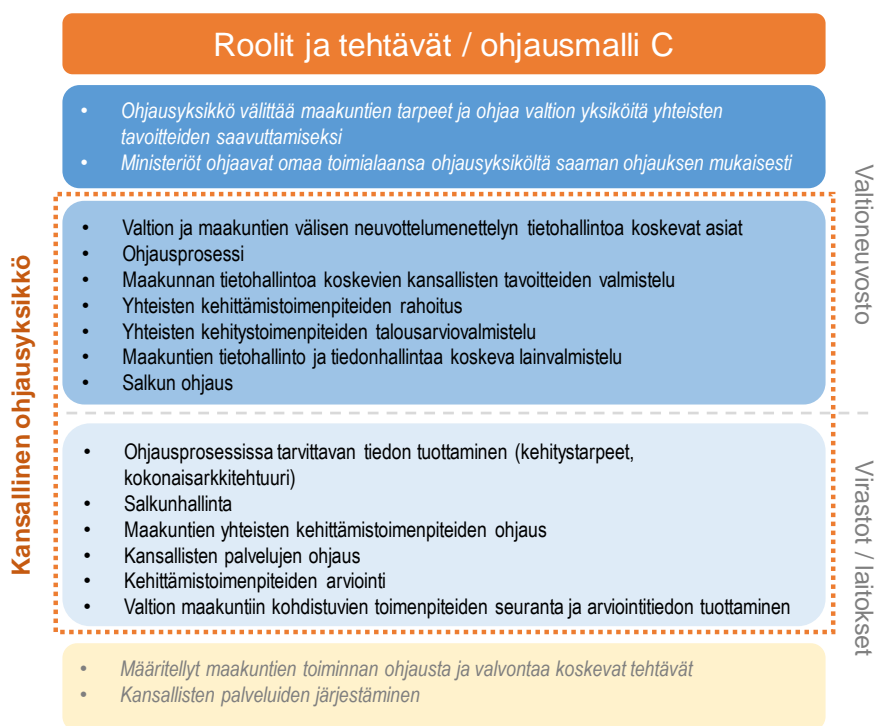 Roolit ja tehtävät / ohjausmalli C
• Ohjausyksikkö välittää maakuntien tarpeet ja ohjaa valtion yksiköitä yhteisten
tavoitteiden saavuttamiseksi
• Ministeriöt ohjaavat omaa toimialaansa ohjausyksiköltä saaman ohjauksen mukaisesti
Kansallinen ohjausyksikkö
• Valtion ja maakuntien välisen neuvottelumenettelyn tietohallintoa koskevat asiat
• Ohjausprosessi
• Maakunnan tietohallintoa koskevien kansallisten tavoitteiden valmistelu
• Yhteisten kehittämistoimenpiteiden rahoitus
• Yhteisten kehitystoimenpiteiden talousarviovalmistelu
• Maakuntien tietohallinto ja tiedonhallintaa koskeva lainvalmistelu
• Salkun ohjaus
Valtioneuvosto
• Ohjausprosessissa tarvittavan tiedon tuottaminen (kehitystarpeet,
kokonaisarkkitehtuuri)
• Salkunhallinta
• Maakuntien yhteisten kehittämistoimenpiteiden ohjaus
• Kansallisten palvelujen ohjaus
• Kehittämistoimenpiteiden arviointi
• Valtion maakuntiin kohdistuvien toimenpiteiden seuranta ja arviointitiedon tuottaminen
Virastot / laitokset
• Määritellyt maakuntien toiminnan ohjausta ja valvontaa koskevat tehtävät
• Kansallisten palveluiden järjestäminen